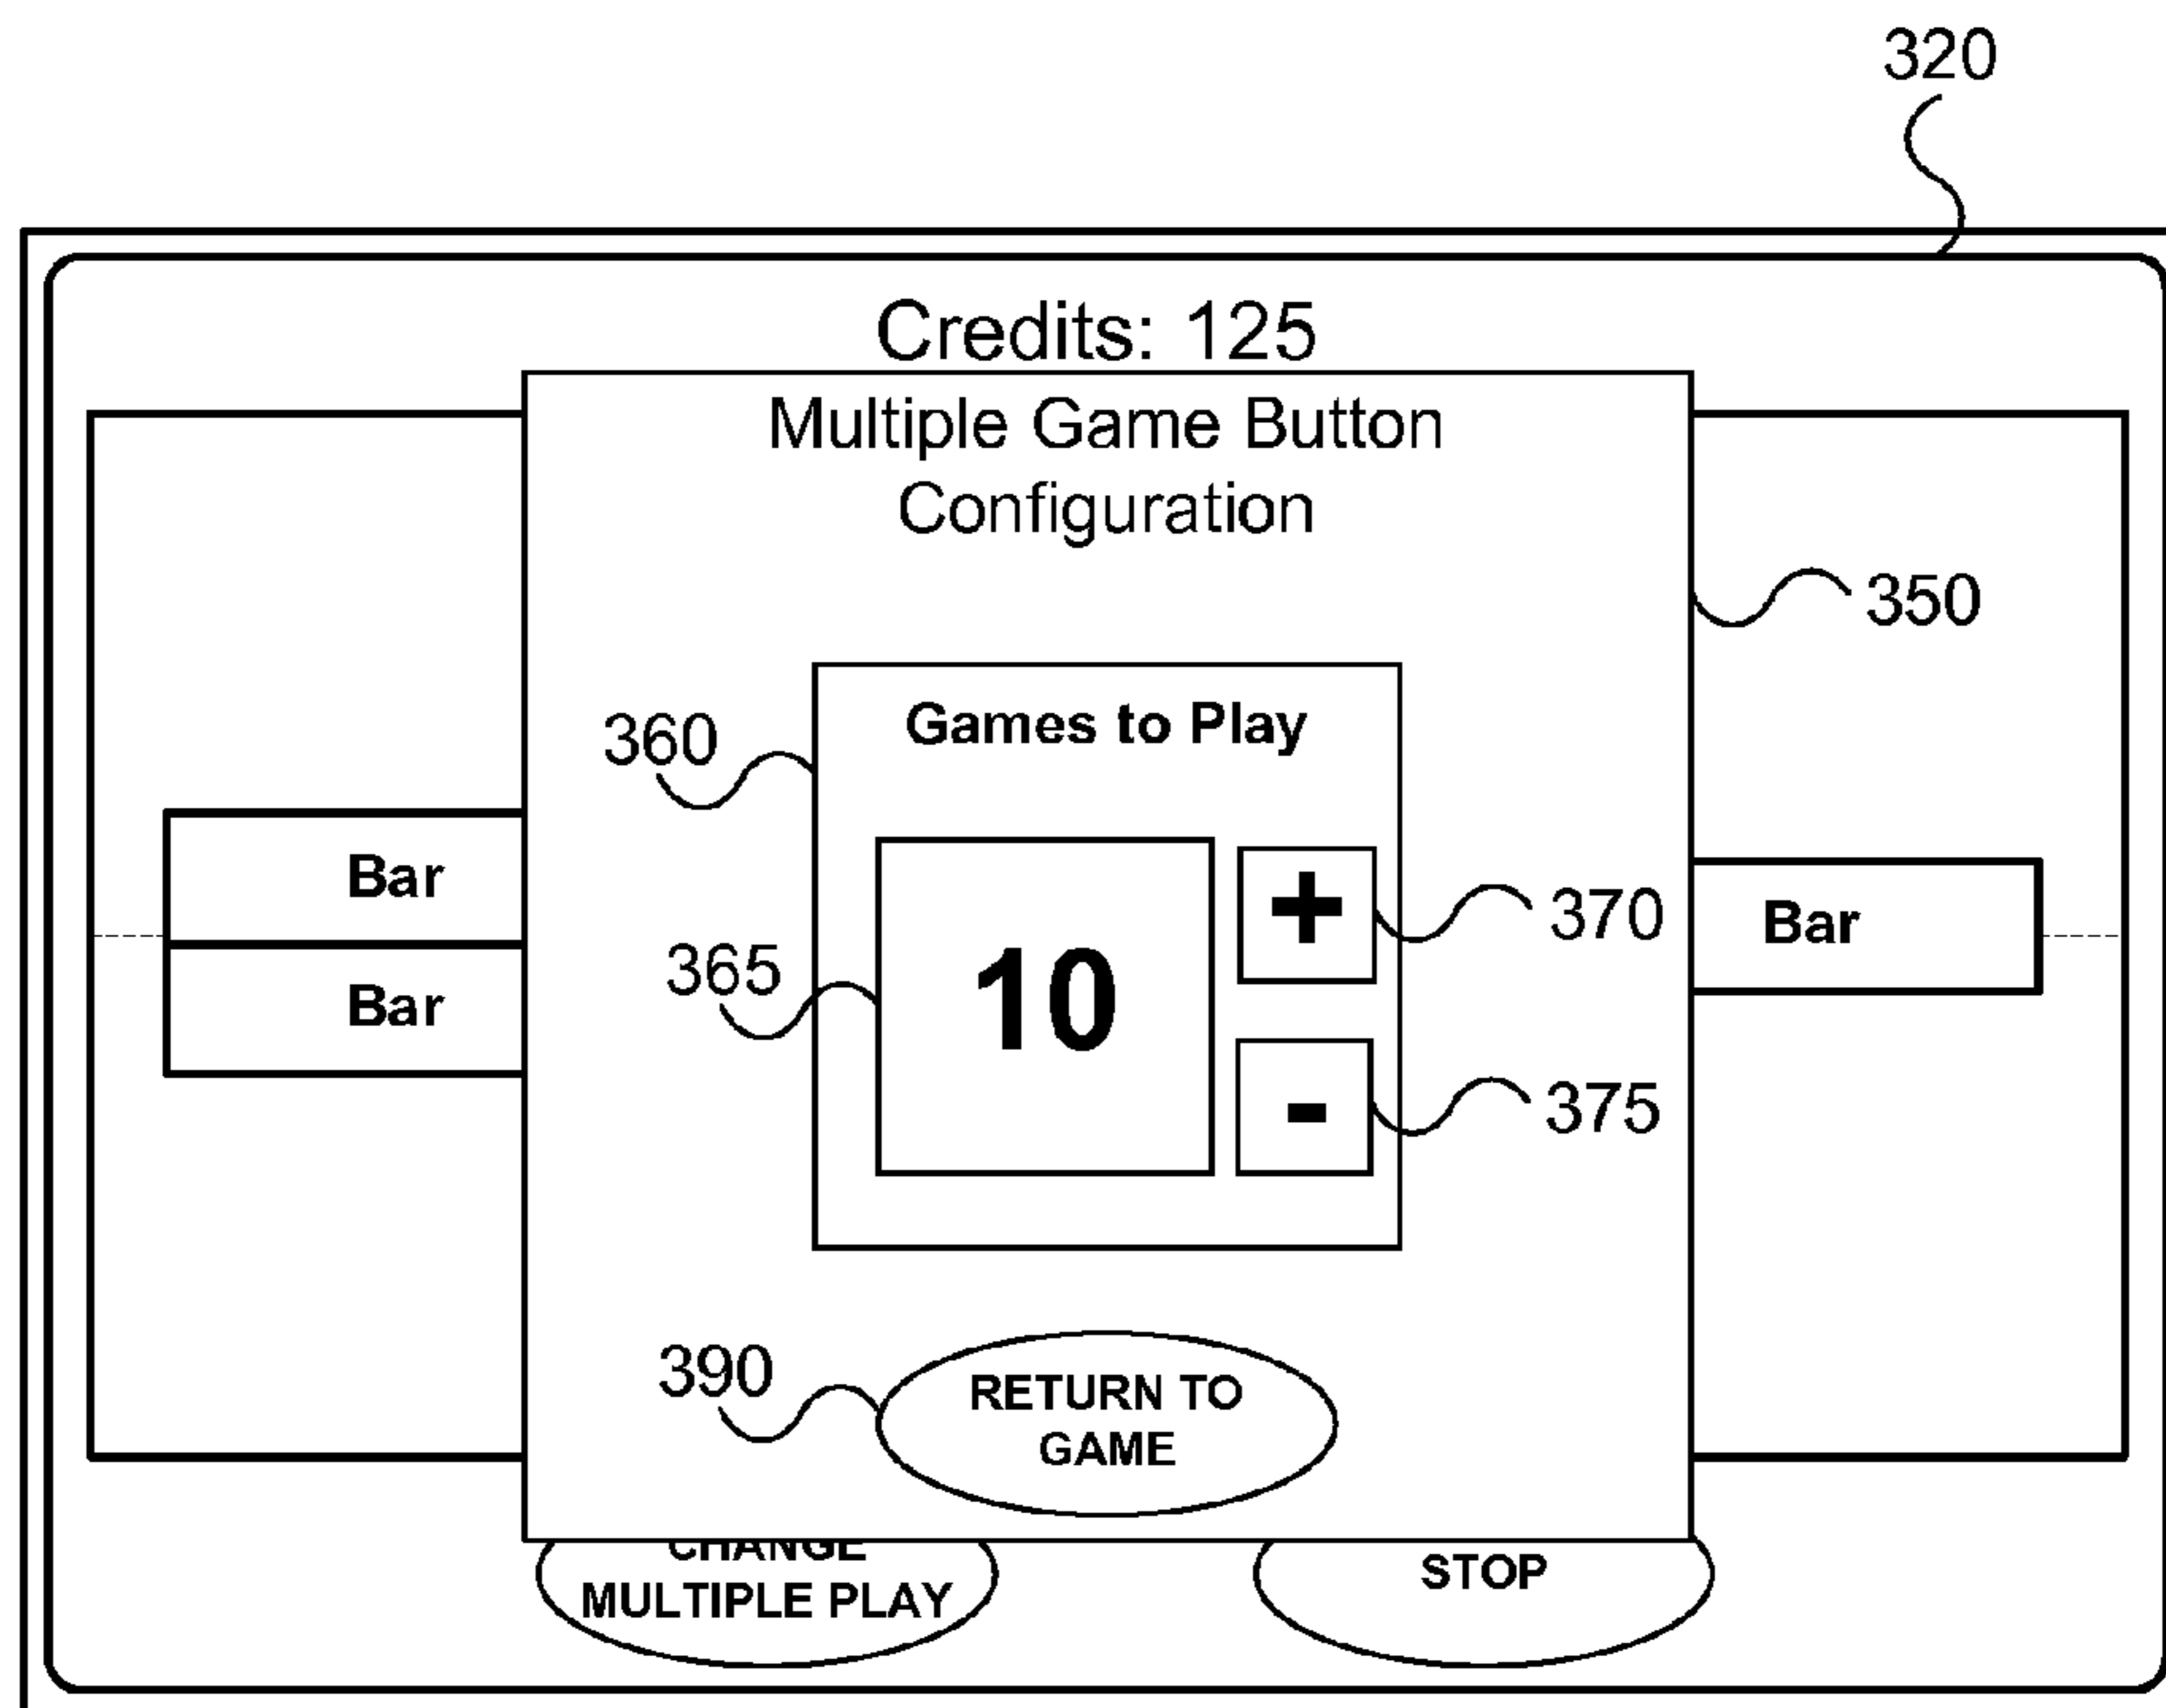 320
Credits: 125
Multiple Game Button
Configuration
350
360
Games to Play
Bar
Bar
365
10
+
-
370
375
Bar
390
RETURN TO
GAME
CHANGE
MULTIPLE PLAY
STOP